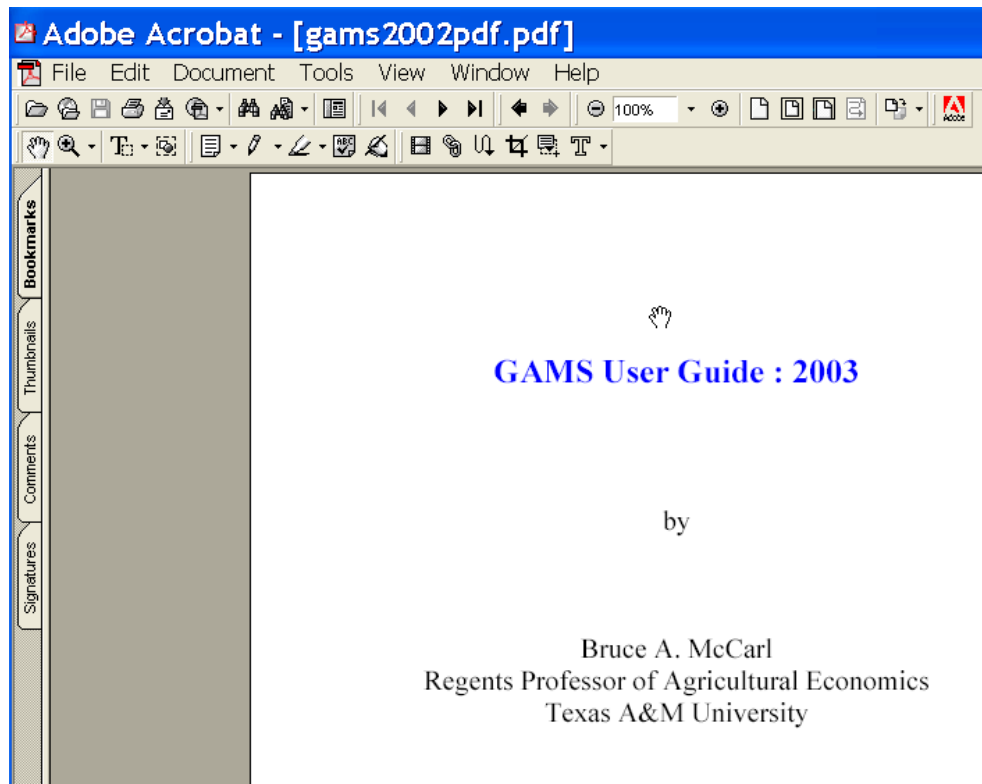 Adobe Acrobat - [gams2002pdf.pdf]
File Edit Document Tools View Window Help
100%
Adobe
Bookmarks
Thumbnails
Comments
Signatures
GAMS User Guide : 2003
by
Bruce A. McCarl
Regents Professor of Agricultural Economics
Texas A&M University